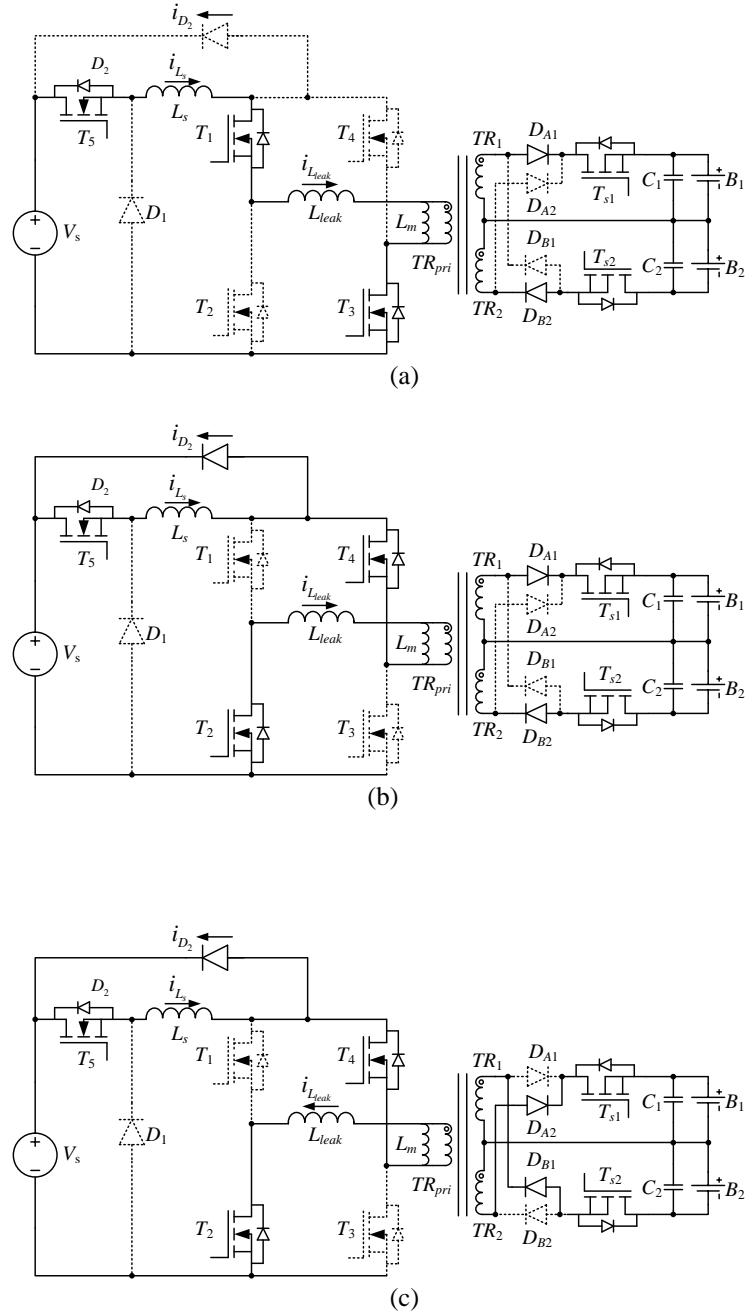 i_{D_2}
D_2
i_{L_s}
T_5
L_s
T_1
T_4
i_{L_{leak}}
L_{leak}
L_m
TR_{pri}
D_1
V_s
T_2
T_3
TR_1
D_{A1}
T_{s1}
C_1
B_1
D_{A2}
D_{B1}
T_{s2}
C_2
B_2
TR_2
D_{B2}
(a)
i_{D_2}
D_2
i_{L_s}
T_5
L_s
T_1
T_4
i_{L_{leak}}
L_{leak}
L_m
TR_{pri}
D_1
V_s
T_2
T_3
TR_1
D_{A1}
T_{s1}
C_1
B_1
D_{A2}
D_{B1}
T_{s2}
C_2
B_2
TR_2
D_{B2}
(b)
i_{D_2}
D_2
i_{L_s}
T_5
L_s
T_1
T_4
i_{L_{leak}}
L_{leak}
L_m
TR_{pri}
D_1
V_s
T_2
T_3
TR_1
D_{A1}
T_{s1}
C_1
B_1
D_{A2}
D_{B1}
T_{s2}
C_2
B_2
TR_2
D_{B2}
(c)